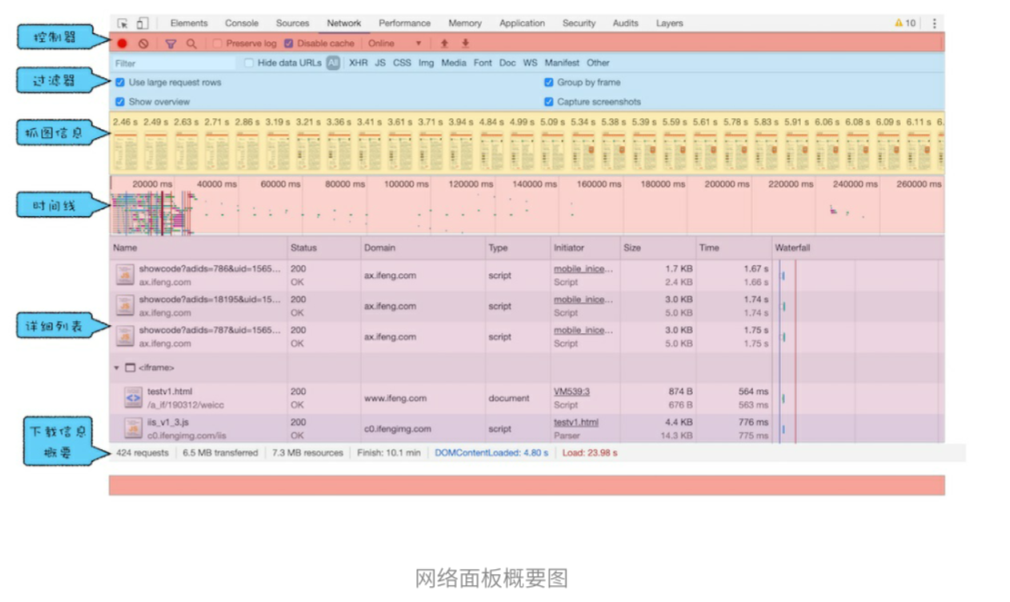 Elements Console Sources Network Performance Memory Application Security Audits Layers 10
控制器
Preserve log Disable cache Online
过滤器
Filter Hide data URLs All XHR JS CSS Img Media Font Doc WS Manifest Other
Use large request rows Group by frame
Show overview Capture screenshots
抓图信息
2.46 s 2.49 s 2.63 s 2.71 s 2.86 s 3.19 s 3.21 s 3.36 s 3.41 s 3.61 s 3.71 s 3.94 s 4.84 s 4.99 s 5.09 s 5.34 s 5.38 s 5.39 s 5.59 s 5.61 s 5.78 s 5.83 s 5.91 s 6.06 s 6.08 s 6.09 s 6.11 s 6.
时间线
20000 ms 40000 ms 60000 ms 80000 ms 100000 ms 120000 ms 140000 ms 160000 ms 180000 ms 200000 ms 220000 ms 240000 ms 260000 ms
Name Status Domain Type Initiator Size Time Waterfall
showcode?adids=786&uid=1565... 200 ax.ifeng.com script mobile_inice... 1.7 KB 1.67 s
ax.ifeng.com OK Script 2.4 KB 1.66 s
showcode?adids=18195&uid=15... 200 ax.ifeng.com script mobile_inice... 3.0 KB 1.74 s
ax.ifeng.com OK Script 5.0 KB 1.74 s
详细列表
showcode?adids=787&uid=1565... 200 ax.ifeng.com script mobile_inice... 3.0 KB 1.75 s
ax.ifeng.com OK Script 5.0 KB 1.75 s
<iframe>
testv1.html 200 www.ifeng.com document VM539:3 874 B 564 ms
/a_if/190312/weicc OK Script 676 B 563 ms
iis_v1_3.js 200 c0.ifengimg.com script testv1.html 4.4 KB 776 ms
c0.ifengimg.com/iis OK Parser 14.3 KB 775 ms
下载信息
概要
424 requests 6.5 MB transferred 7.3 MB resources Finish: 10.1 min DOMContentLoaded: 4.80 s Load: 23.98 s
网络面板概要图